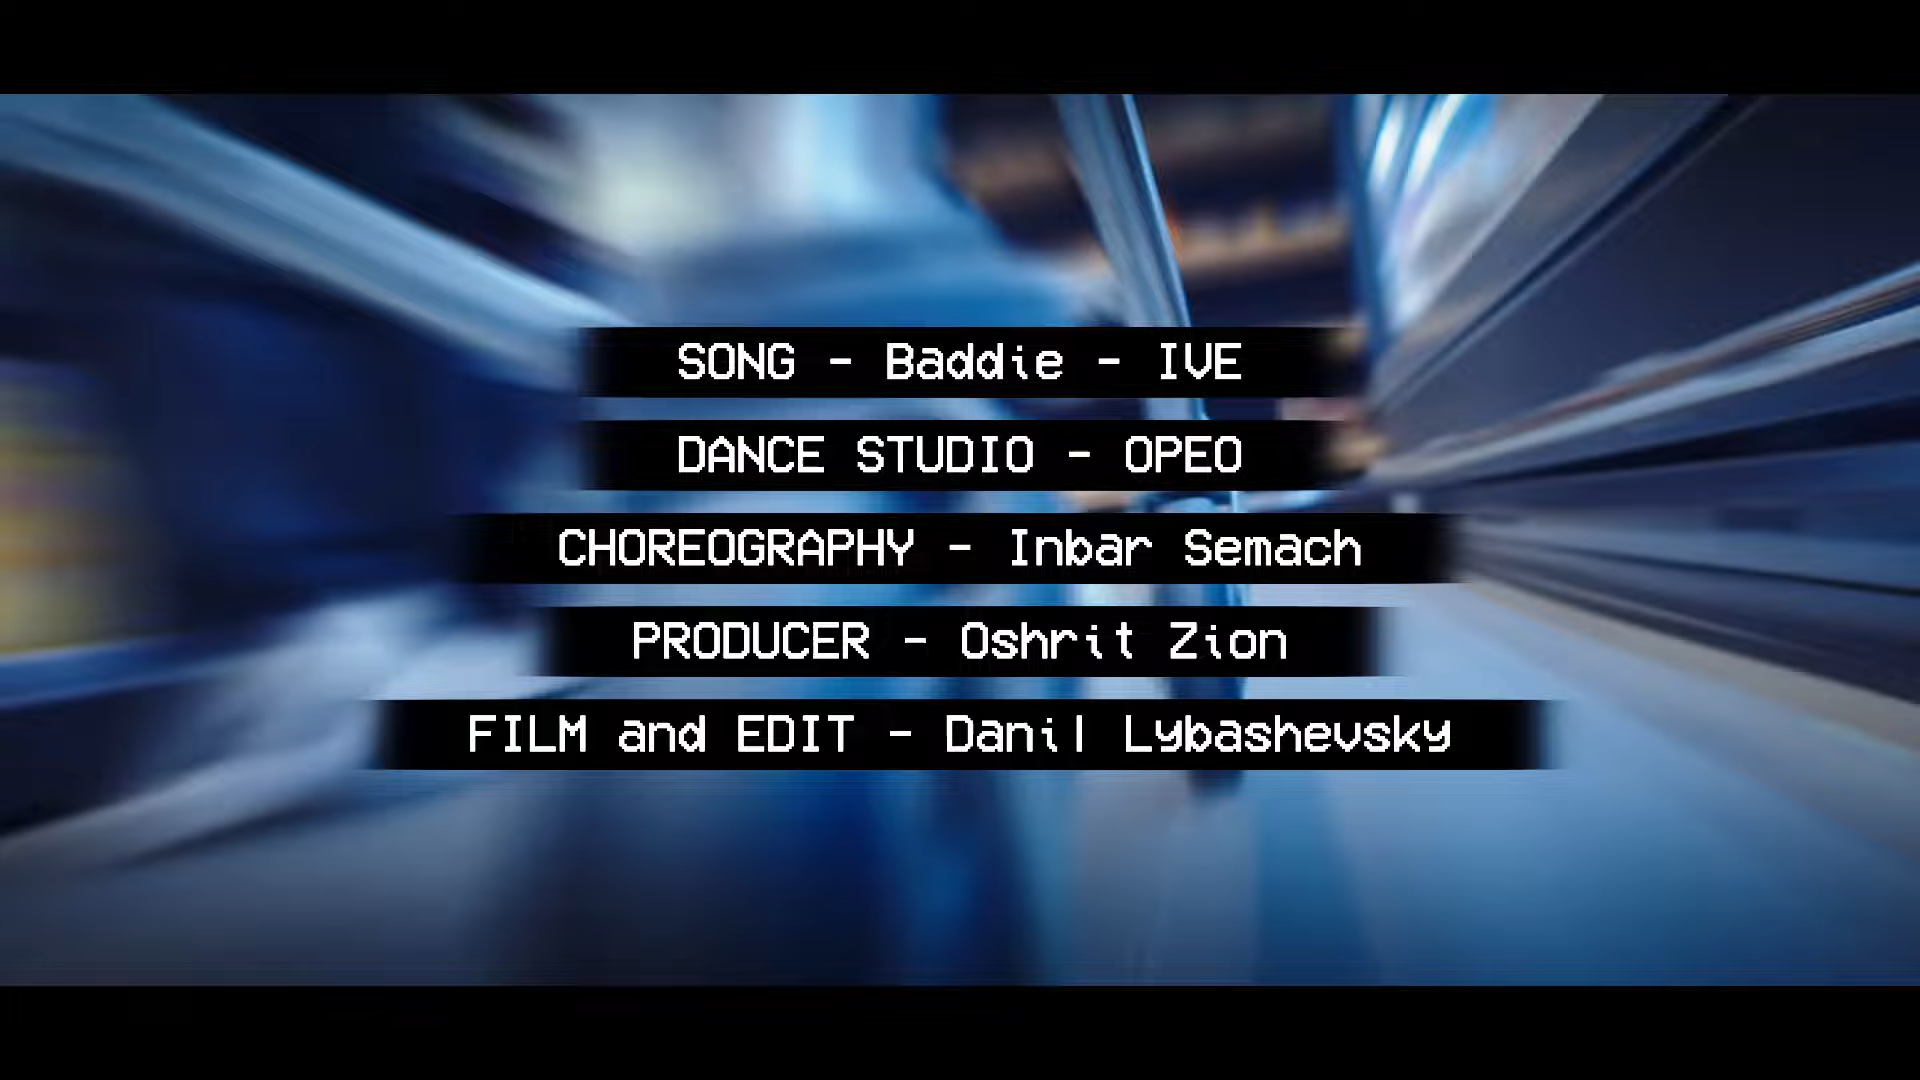 SONG - Baddie - IVE
DANCE STUDIO - OPEO
CHOREOGRAPHY - Inbar Semach
PRODUCER - Oshrit Zion
FILM and EDIT - Danil Lybashevsky